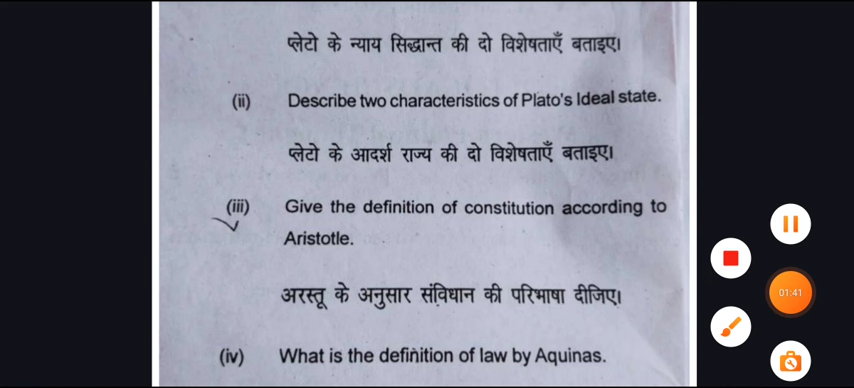 प्लेटो के न्याय सिद्धान्त की दो विशेषताएँ बताइए।
(ii) Describe two characteristics of Plato's Ideal state.
प्लेटो के आदर्श राज्य की दो विशेषताएँ बताइए।
(iii) Give the definition of constitution according to
Aristotle.
अरस्तू के अनुसार संविधान की परिभाषा दीजिए।
(iv) What is the definition of law by Aquinas.
01:41